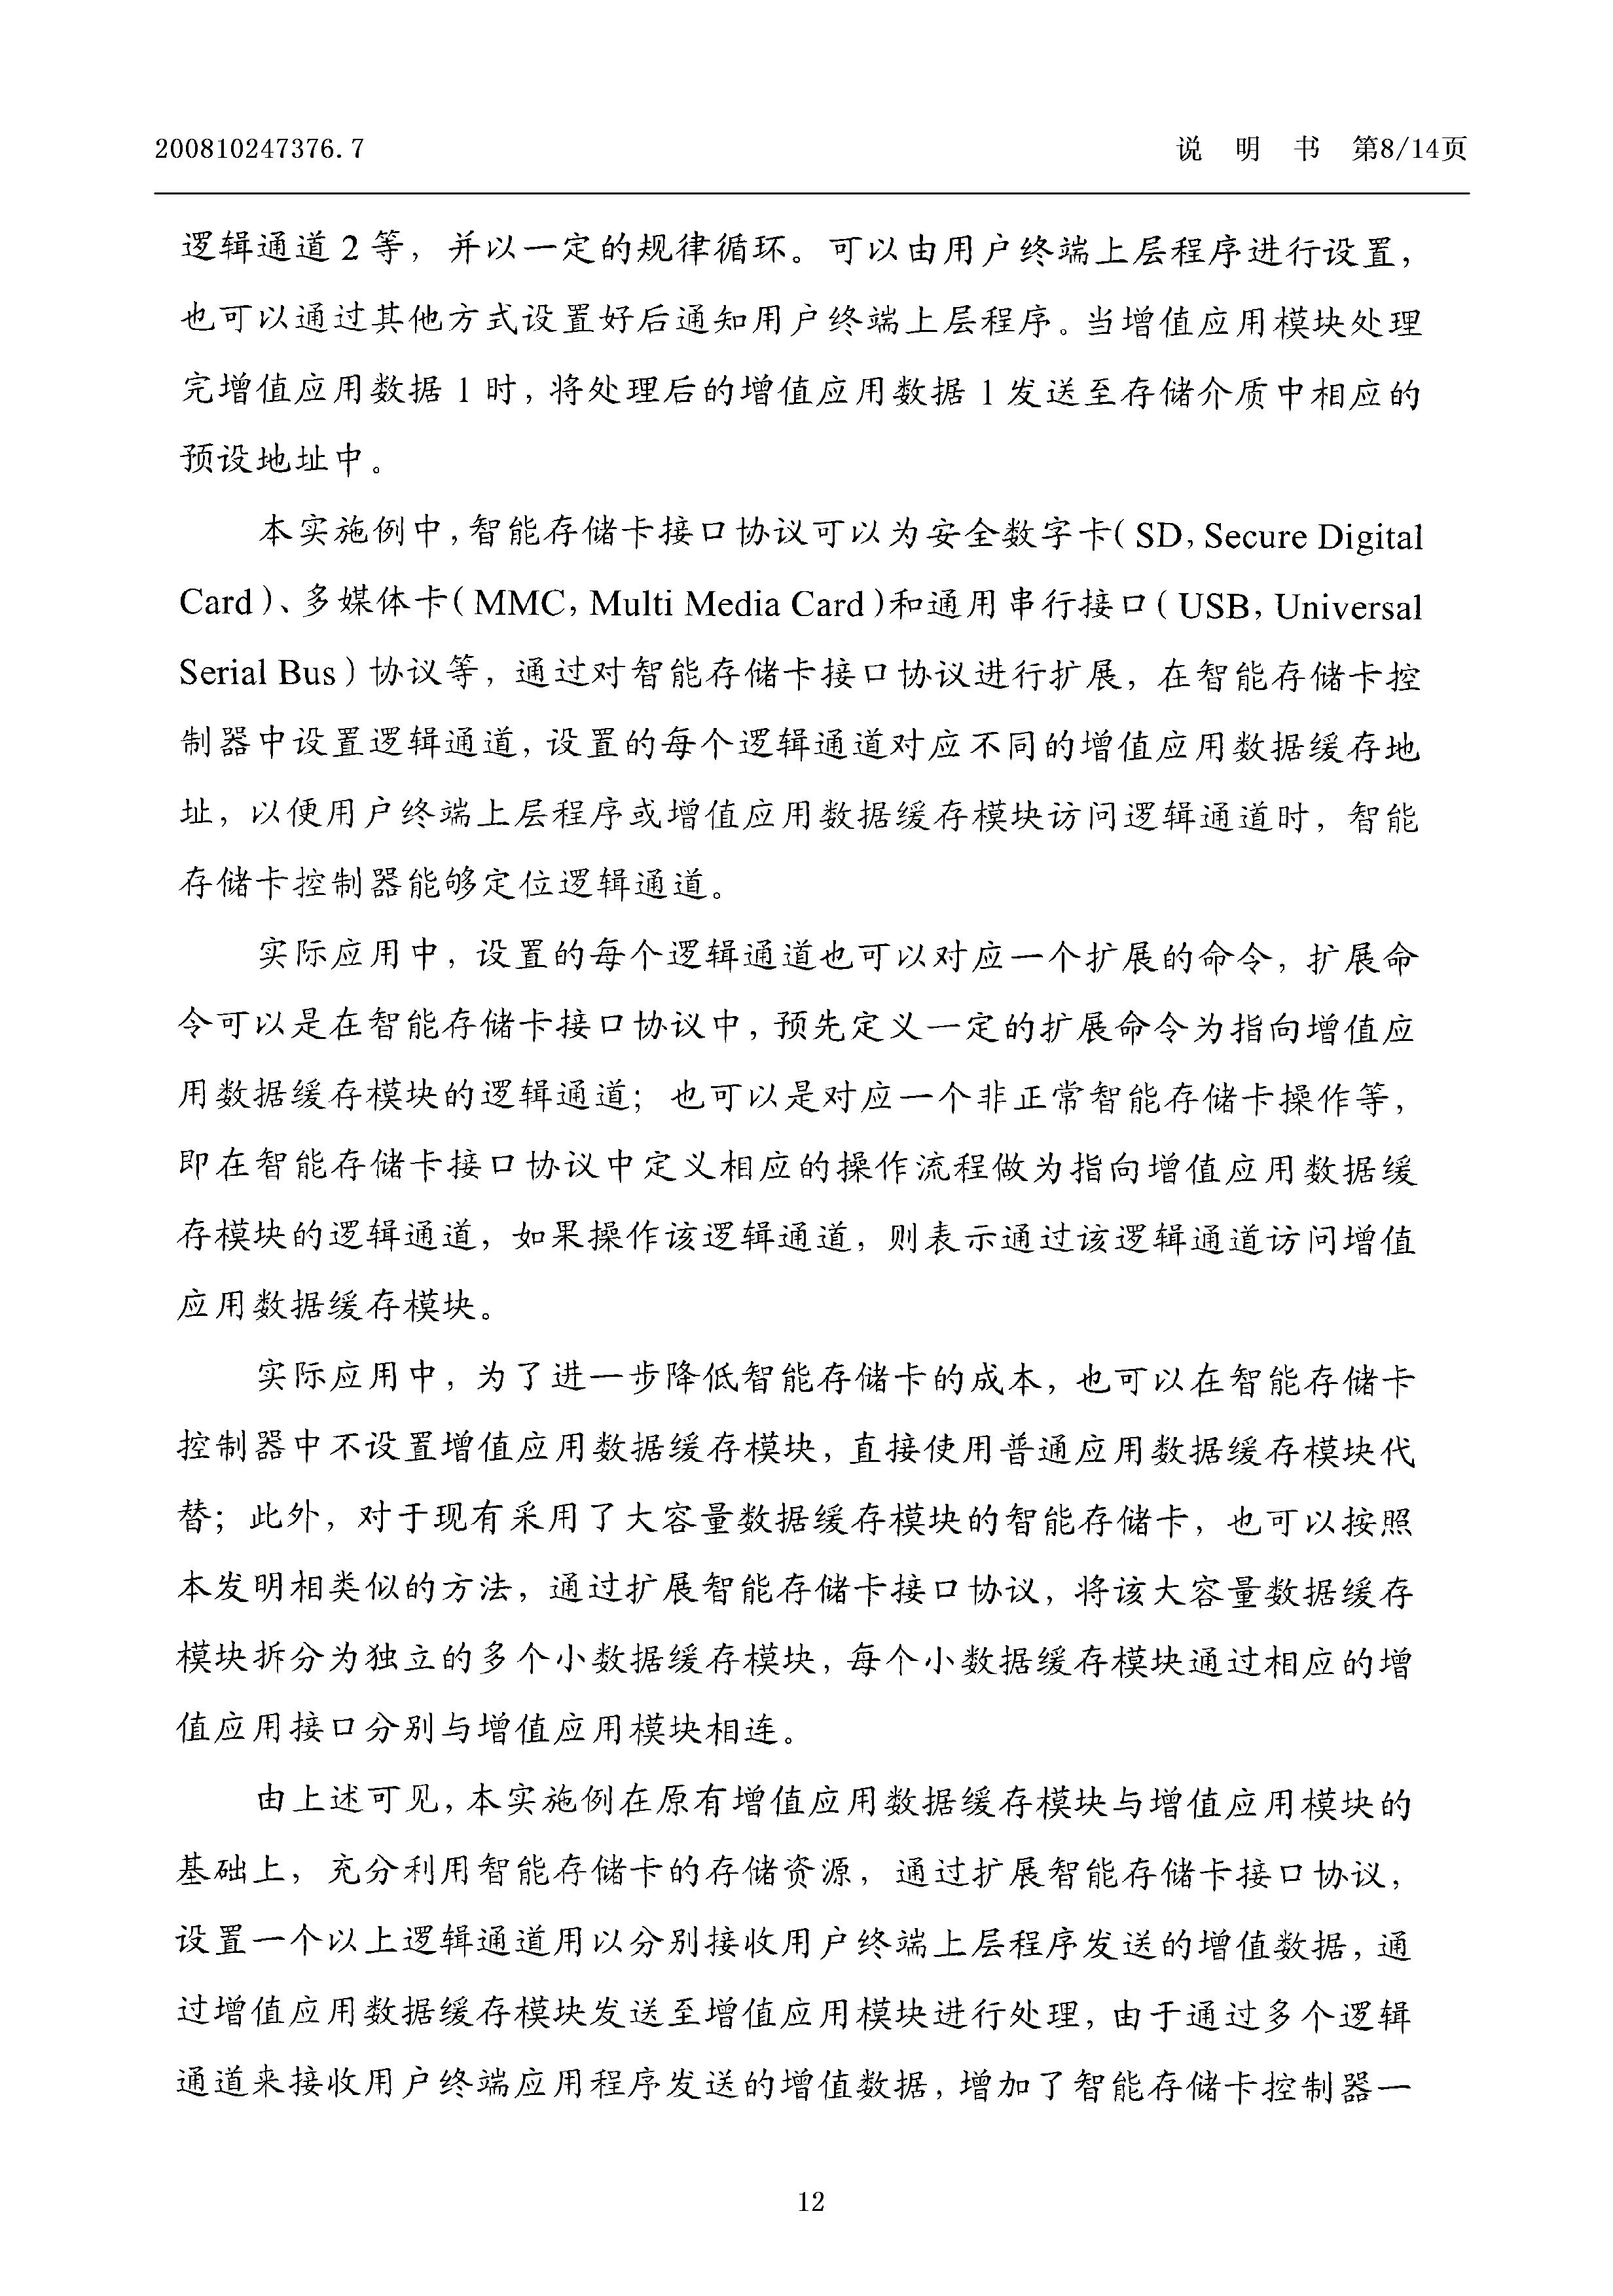 200810247376.7
说 明 书 第8/14页
逻辑通道 2 等，并以一定的规律循环。可以由用户终端上层程序进行设置，
也可以通过其他方式设置好后通知用户终端上层程序。当增值应用模块处理
完增值应用数据 1 时，将处理后的增值应用数据 1 发送至存储介质中相应的
预设地址中。
本实施例中，智能存储卡接口协议可以为安全数字卡（SD，Secure Digital
Card）、多媒体卡（MMC，Multi Media Card）和通用串行接口（USB，Universal
Serial Bus）协议等，通过对智能存储卡接口协议进行扩展，在智能存储卡控
制器中设置逻辑通道，设置的每个逻辑通道对应不同的增值应用数据缓存地
址，以便用户终端上层程序或增值应用数据缓存模块访问逻辑通道时，智能
存储卡控制器能够定位逻辑通道。
实际应用中，设置的每个逻辑通道也可以对应一个扩展的命令，扩展命
令可以是在智能存储卡接口协议中，预先定义一定的扩展命令为指向增值应
用数据缓存模块的逻辑通道；也可以是对应一个非正常智能存储卡操作等，
即在智能存储卡接口协议中定义相应的操作流程做为指向增值应用数据缓
存模块的逻辑通道，如果操作该逻辑通道，则表示通过该逻辑通道访问增值
应用数据缓存模块。
实际应用中，为了进一步降低智能存储卡的成本，也可以在智能存储卡
控制器中不设置增值应用数据缓存模块，直接使用普通应用数据缓存模块代
替；此外，对于现有采用了大容量数据缓存模块的智能存储卡，也可以按照
本发明相类似的方法，通过扩展智能存储卡接口协议，将该大容量数据缓存
模块拆分为独立的多个小数据缓存模块，每个小数据缓存模块通过相应的增
值应用接口分别与增值应用模块相连。
由上述可见，本实施例在原有增值应用数据缓存模块与增值应用模块的
基础上，充分利用智能存储卡的存储资源，通过扩展智能存储卡接口协议，
设置一个以上逻辑通道用以分别接收用户终端上层程序发送的增值数据，通
过增值应用数据缓存模块发送至增值应用模块进行处理，由于通过多个逻辑
通道来接收用户终端应用程序发送的增值数据，增加了智能存储卡控制器一
12